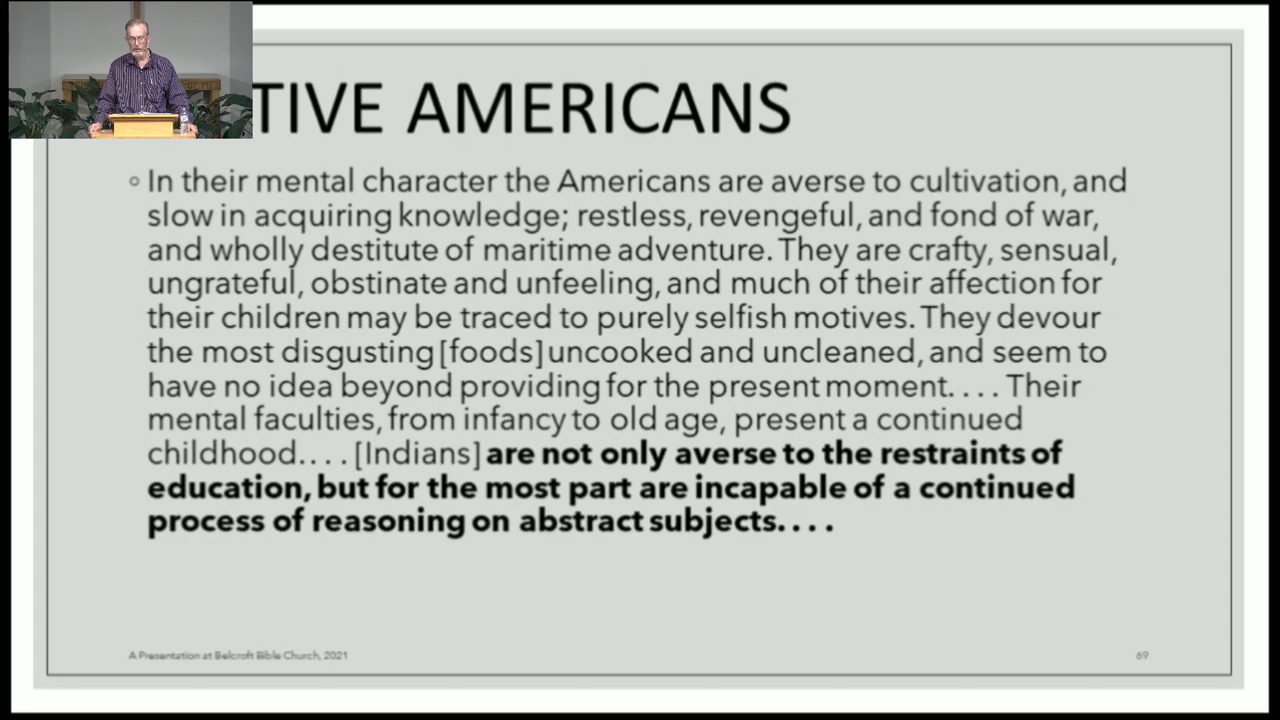 TIVE AMERICANS
In their mental character the Americans are averse to cultivation, and
slow in acquiring knowledge; restless, revengeful, and fond of war,
and wholly destitute of maritime adventure. They are crafty, sensual,
ungrateful, obstinate and unfeeling, and much of their affection for
their children may be traced to purely selfish motives. They devour
the most disgusting [foods] uncooked and uncleaned, and seem to
have no idea beyond providing for the present moment. . . . Their
mental faculties, from infancy to old age, present a continued
childhood. . . . [Indians] are not only averse to the restraints of
education, but for the most part are incapable of a continued
process of reasoning on abstract subjects. . . .
A Presentation at Belcroft Bible Church, 2021
69